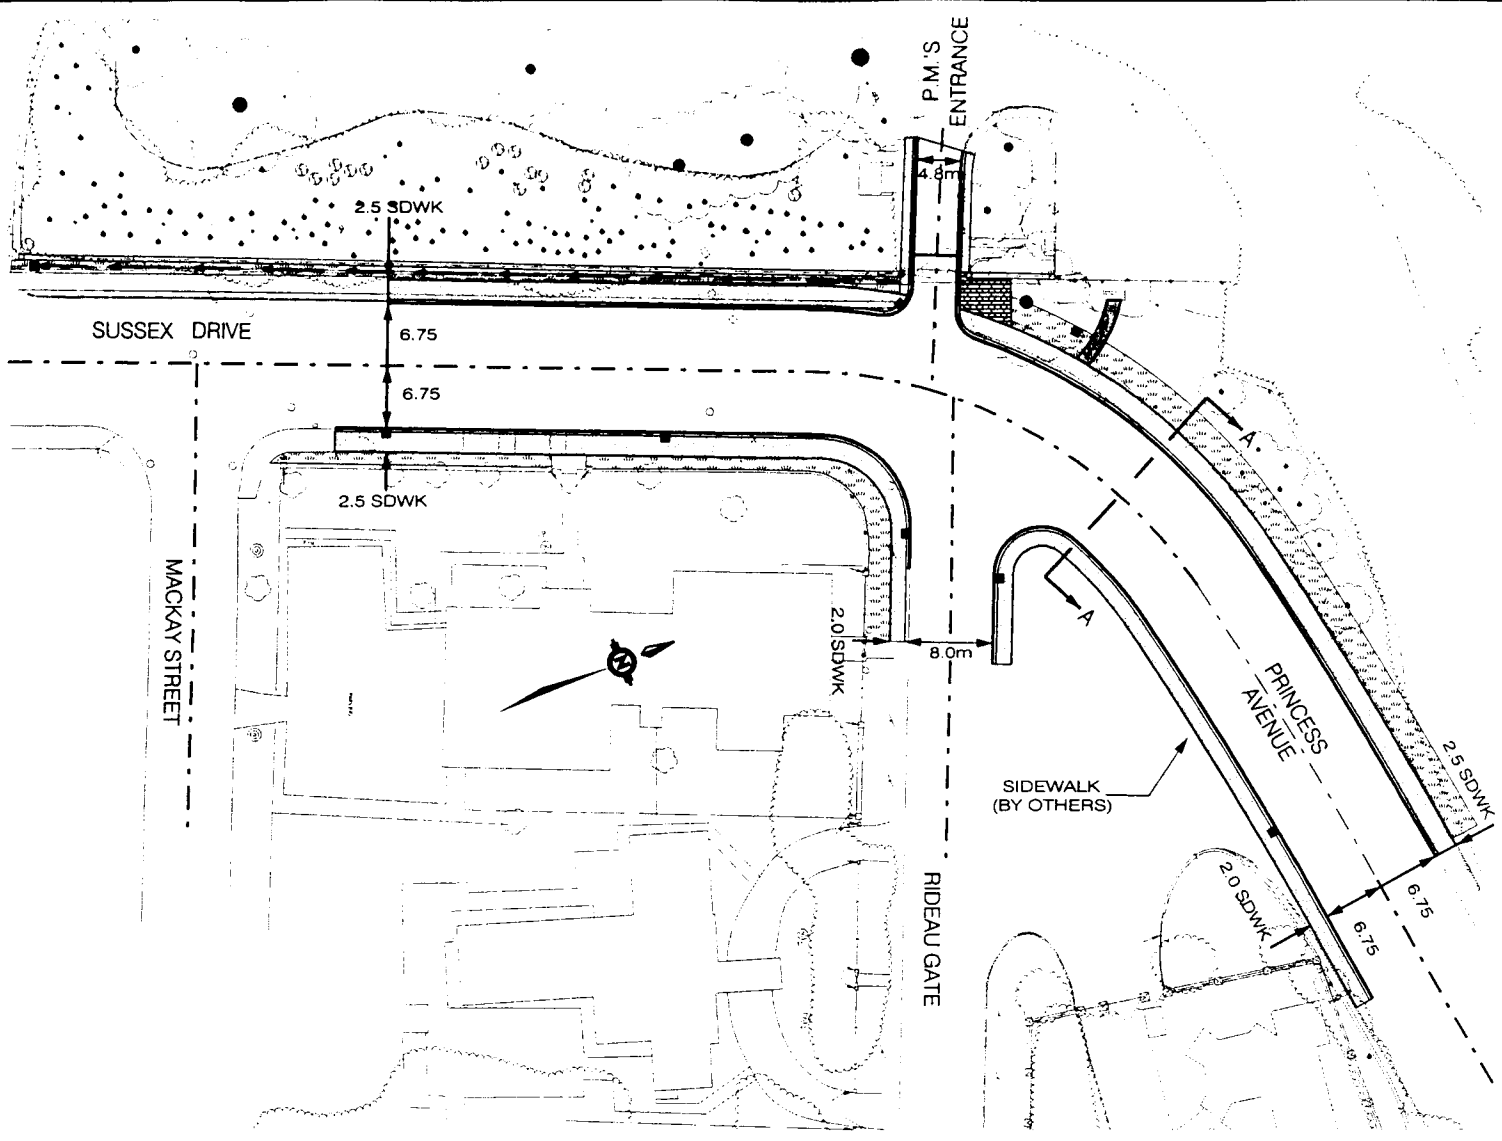 P.M.'S
ENTRANCE
4.8m
2.5 SDWK
SUSSEX DRIVE
6.75
6.75
2.5 SDWK
A
A
MACKAY STREET
N
2.0 SDWK
8.0m
PRINCESS
AVENUE
SIDEWALK
(BY OTHERS)
2.5 SDWK
6.75
6.75
2.0 SDWK
RIDEAU GATE